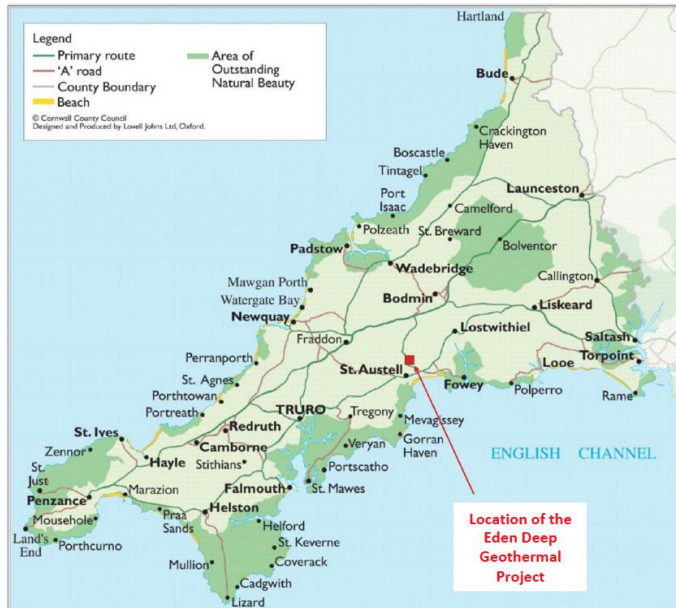 Hartland
Legend
Primary route
'A' road
County Boundary
Beach
Area of
Outstanding
Natural Beauty
© Cornwall County Council
Designed and Produced by Lovell Johns Ltd, Oxford.
Bude
Crackington
Haven
Boscastle
Tintagel
Launceston
Port
Isaac
Camelford
Polzeath
St. Breward
Padstow
Bolventor
Wadebridge
Callington
Mawgan Porth
Bodmin
Watergate Bay
Liskeard
Newquay
Lostwithiel
Fraddon
Saltash
Perranporth
Looe
Torpoint
St. Austell
Fowey
St. Agnes
Polperro
Rame
Porthtowan
TRURO
Tregony
Portreath
Mevagissey
St. Ives
Redruth
Gorran
Haven
Zennor
Camborne
Veryan
ENGLISH CHANNEL
Hayle
Stithians
Portscatho
St.
Just
Falmouth
St. Mawes
Marazion
Penzance
Helston
Praa
Sands
Mousehole
Helford
Land's
End
Porthcurno
St. Keverne
Mullion
Coverack
Cadgwith
Lizard
Location of the
Eden Deep
Geothermal
Project